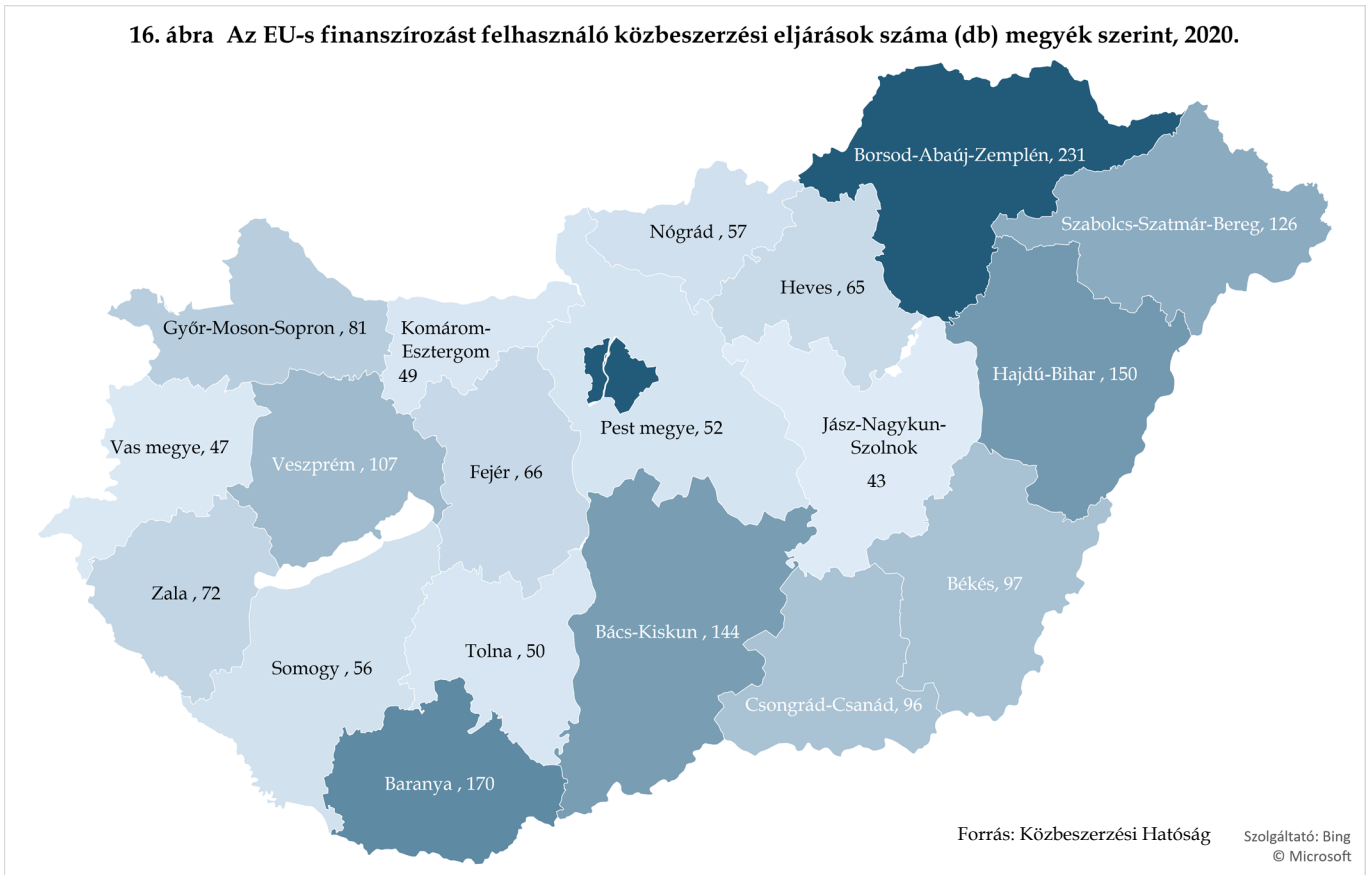 16. ábra  Az EU-s finanszírozást felhasználó közbeszerzési eljárások száma (db) megyék szerint, 2020.
Borsod-Abaúj-Zemplén, 231
Szabolcs-Szatmár-Bereg, 126
Nógrád , 57
Heves , 65
Győr-Moson-Sopron , 81
Komárom-
Esztergom
49
Hajdú-Bihar , 150
Pest megye, 52
Jász-Nagykun-
Szolnok
43
Vas megye, 47
Veszprém , 107
Fejér , 66
Békés, 97
Zala , 72
Bács-Kiskun , 144
Tolna , 50
Somogy , 56
Csongrád-Csanád, 96
Baranya , 170
Forrás: Közbeszerzési Hatóság
Szolgáltató: Bing
© Microsoft